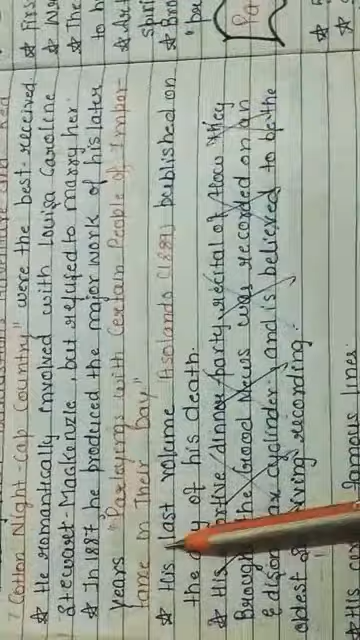 Cotton Night-cap Country" were the best-received.
☆ He romantically involved with Louisa Caroline
Stewart-Mackenzie, but refused to marry her.
☆ In 1887 he produced the major work of his later
years "Parleyings with Certain People of Impor-
tance in Their Day"
☆ His last volume Asolando (1889) published on
the of his death.
☆ His dinner-party recital of How they
Brought the Good News was recorded on an
Edison wax cylinder, and is believed to be the
oldest recording.
famous lines
☆ Firs
☆ The
to b
spiri
☆ Bro